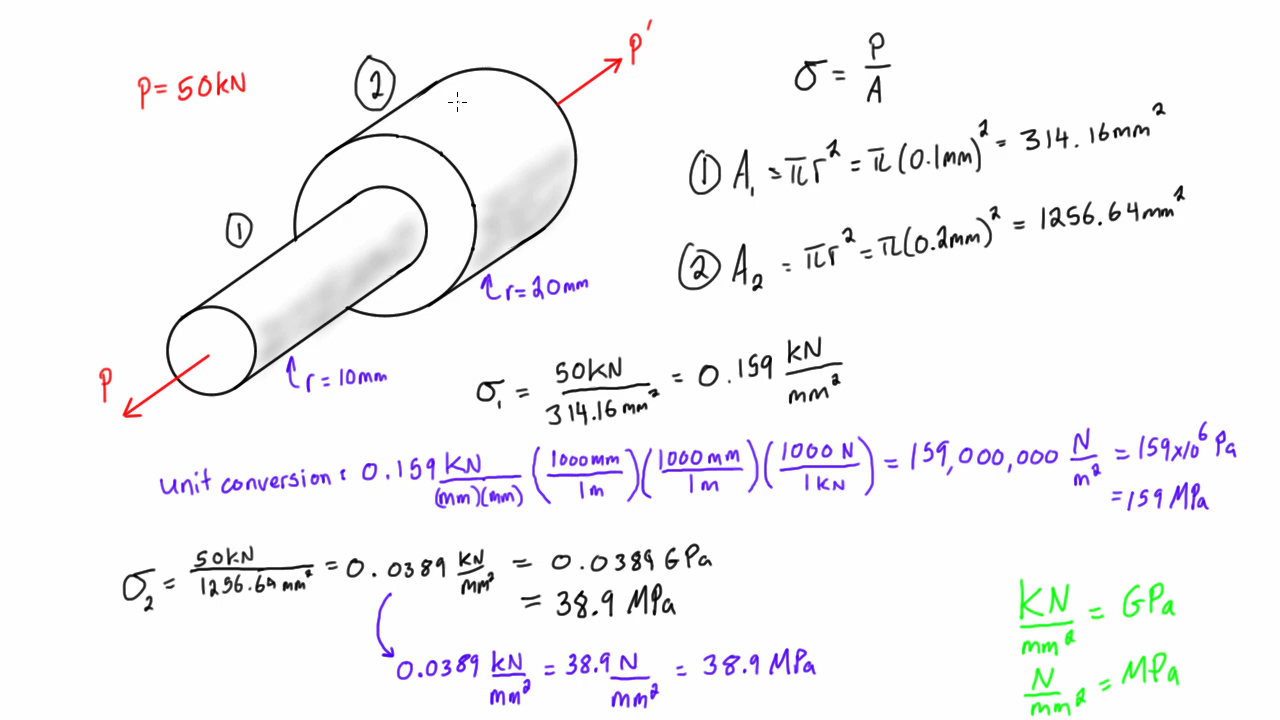 P = 50kN
②
P'
①
r = 20mm
r = 10mm
P
σ = P/A
① A₁ = πr² = π(0.1mm)² = 314.16mm²
② A₂ = πr² = π(0.2mm)² = 1256.64mm²
σ₁ = 50KN/314.16mm² = 0.159 KN/mm²
Unit conversion: 0.159 KN/(mm)(mm) (1000mm/1m)(1000mm/1m)(1000N/1KN) = 159,000,000 N/m² = 159x10⁶ Pa
= 159 MPa
σ₂ = 50KN/1256.64mm² = 0.0389 KN/mm² = 0.0389 GPa
= 38.9 MPa
0.0389 KN/mm² = 38.9 N/mm² = 38.9 MPa
KN/mm² = GPa
N/mm² = MPa